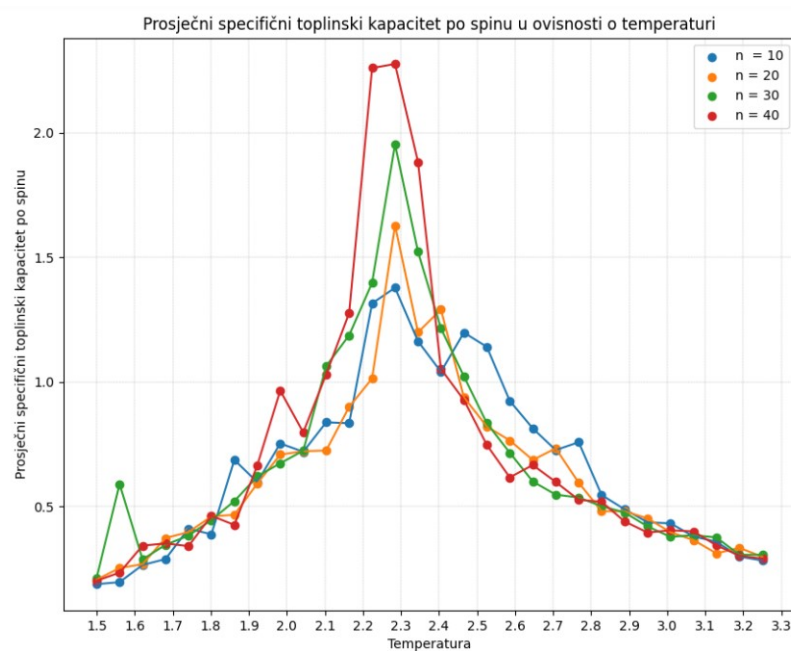 Prosječni specifični toplinski kapacitet po spinu u ovisnosti o temperaturi
n = 10
n = 20
n = 30
n = 40
Prosječni specifični toplinski kapacitet po spinu
2.0
1.5
1.0
0.5
1.5 1.6 1.7 1.8 1.9 2.0 2.1 2.2 2.3 2.4 2.5 2.6 2.7 2.8 2.9 3.0 3.1 3.2 3.3
Temperatura